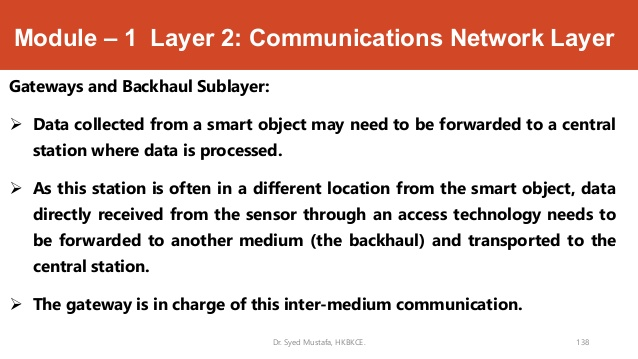 Module – 1 Layer 2: Communications Network Layer
Gateways and Backhaul Sublayer:
➢ Data collected from a smart object may need to be forwarded to a central
station where data is processed.
➢ As this station is often in a different location from the smart object, data
directly received from the sensor through an access technology needs to
be forwarded to another medium (the backhaul) and transported to the
central station.
➢ The gateway is in charge of this inter-medium communication.
Dr. Syed Mustafa, HKBKCE. 138